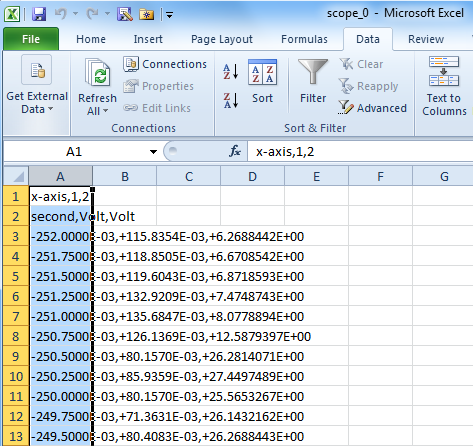 scope_0 - Microsoft Excel
File Home Insert Page Layout Formulas Data Review
Get External Data
Refresh All
Connections
Properties
Edit Links
Connections
Sort
Filter
Clear
Reapply
Advanced
Sort & Filter
Text to Columns
A1 fx x-axis,1,2
A B C D E F G
1 x-axis,1,2
2 second,Volt,Volt
3 -252.0000E-03,+115.8354E-03,+6.2688442E+00
4 -251.7500E-03,+118.8505E-03,+6.6708542E+00
5 -251.5000E-03,+119.6043E-03,+6.8718593E+00
6 -251.2500E-03,+132.9209E-03,+7.4748743E+00
7 -251.0000E-03,+135.6847E-03,+8.0778894E+00
8 -250.7500E-03,+126.1369E-03,+12.5879397E+00
9 -250.5000E-03,+80.1570E-03,+26.2814071E+00
10 -250.2500E-03,+85.9359E-03,+27.4497489E+00
11 -250.0000E-03,+80.1570E-03,+25.5653267E+00
12 -249.7500E-03,+71.3631E-03,+26.1432162E+00
13 -249.5000E-03,+80.4083E-03,+26.2688443E+00